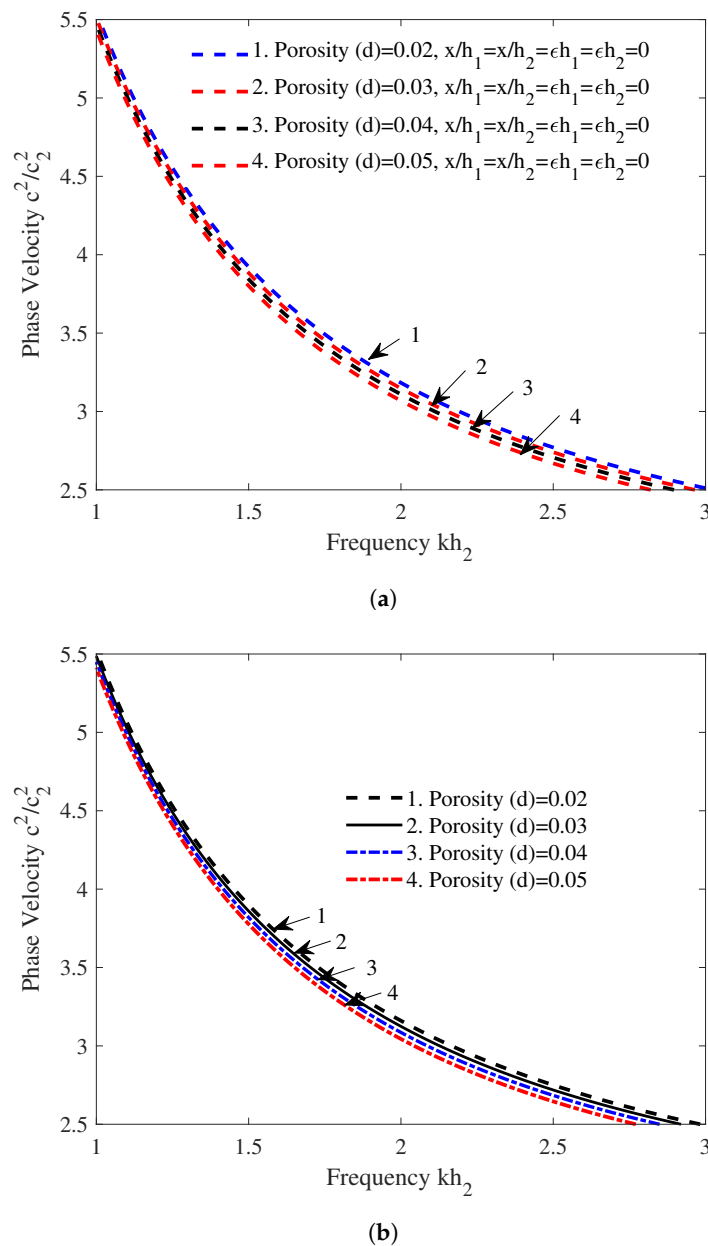 5.5
5
4.5
4
3.5
3
2.5
Phase Velocity c²/c₂²
1. Porosity (d)=0.02, x/h₁=x/h₂=ϵh₁=ϵh₂=0
2. Porosity (d)=0.03, x/h₁=x/h₂=ϵh₁=ϵh₂=0
3. Porosity (d)=0.04, x/h₁=x/h₂=ϵh₁=ϵh₂=0
4. Porosity (d)=0.05, x/h₁=x/h₂=ϵh₁=ϵh₂=0
1
2
3
4
1 1.5 2 2.5 3
Frequency kh₂
(a)
5.5
5
4.5
4
3.5
3
2.5
Phase Velocity c²/c₂²
1. Porosity (d)=0.02
2. Porosity (d)=0.03
3. Porosity (d)=0.04
4. Porosity (d)=0.05
1
2
3
4
1 1.5 2 2.5 3
Frequency kh₂
(b)